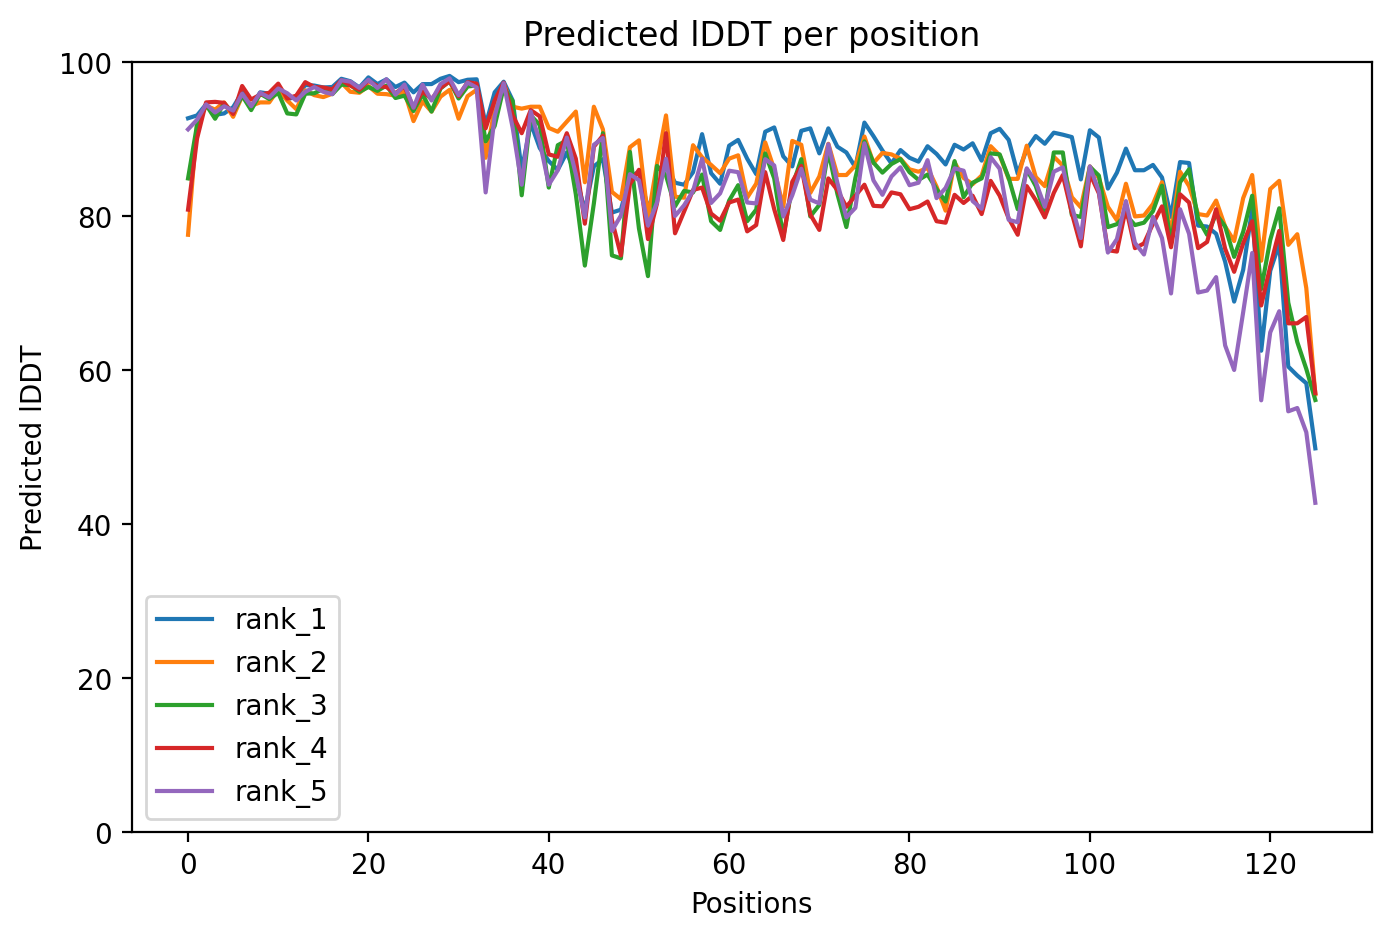 Predicted lDDT per position
100
80
60
40
20
0
Predicted lDDT
rank_1
rank_2
rank_3
rank_4
rank_5
0 20 40 60 80 100 120
Positions